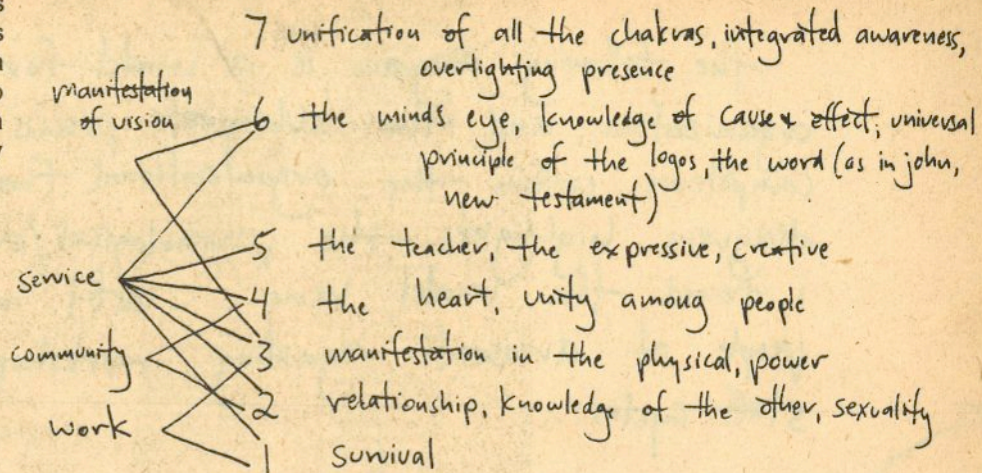 7 unification of all the chakras, integrated awareness,
overlighting presence
manifestation
of vision
6 the minds eye, knowledge of cause & effect, universal
principle of the logos, the word (as in john,
new testament)
5 the teacher, the expressive, creative
service
4 the heart, unity among people
community
3 manifestation in the physical, power
2 relationship, knowledge of the other, sexuality
work
1 survival